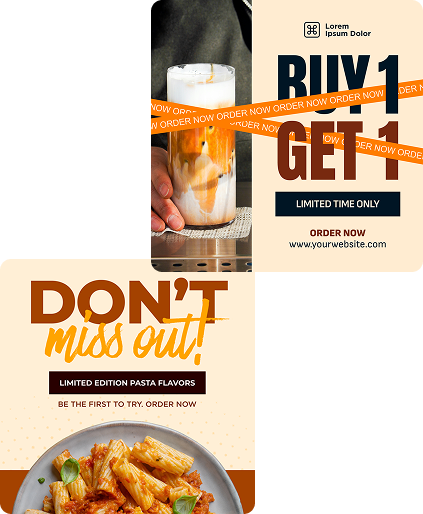 Lorem
Ipsum Dolor
BUY 1
NOW ORDER NOW ORDER NOW ORDER NOW ORDER NOW
ORDER NOW ORDER NOW ORDER NOW ORDER NOW ORDER
GET 1
LIMITED TIME ONLY
ORDER NOW
www.yourwebsite.com
DON'T
miss out!
LIMITED EDITION PASTA FLAVORS
BE THE FIRST TO TRY. ORDER NOW